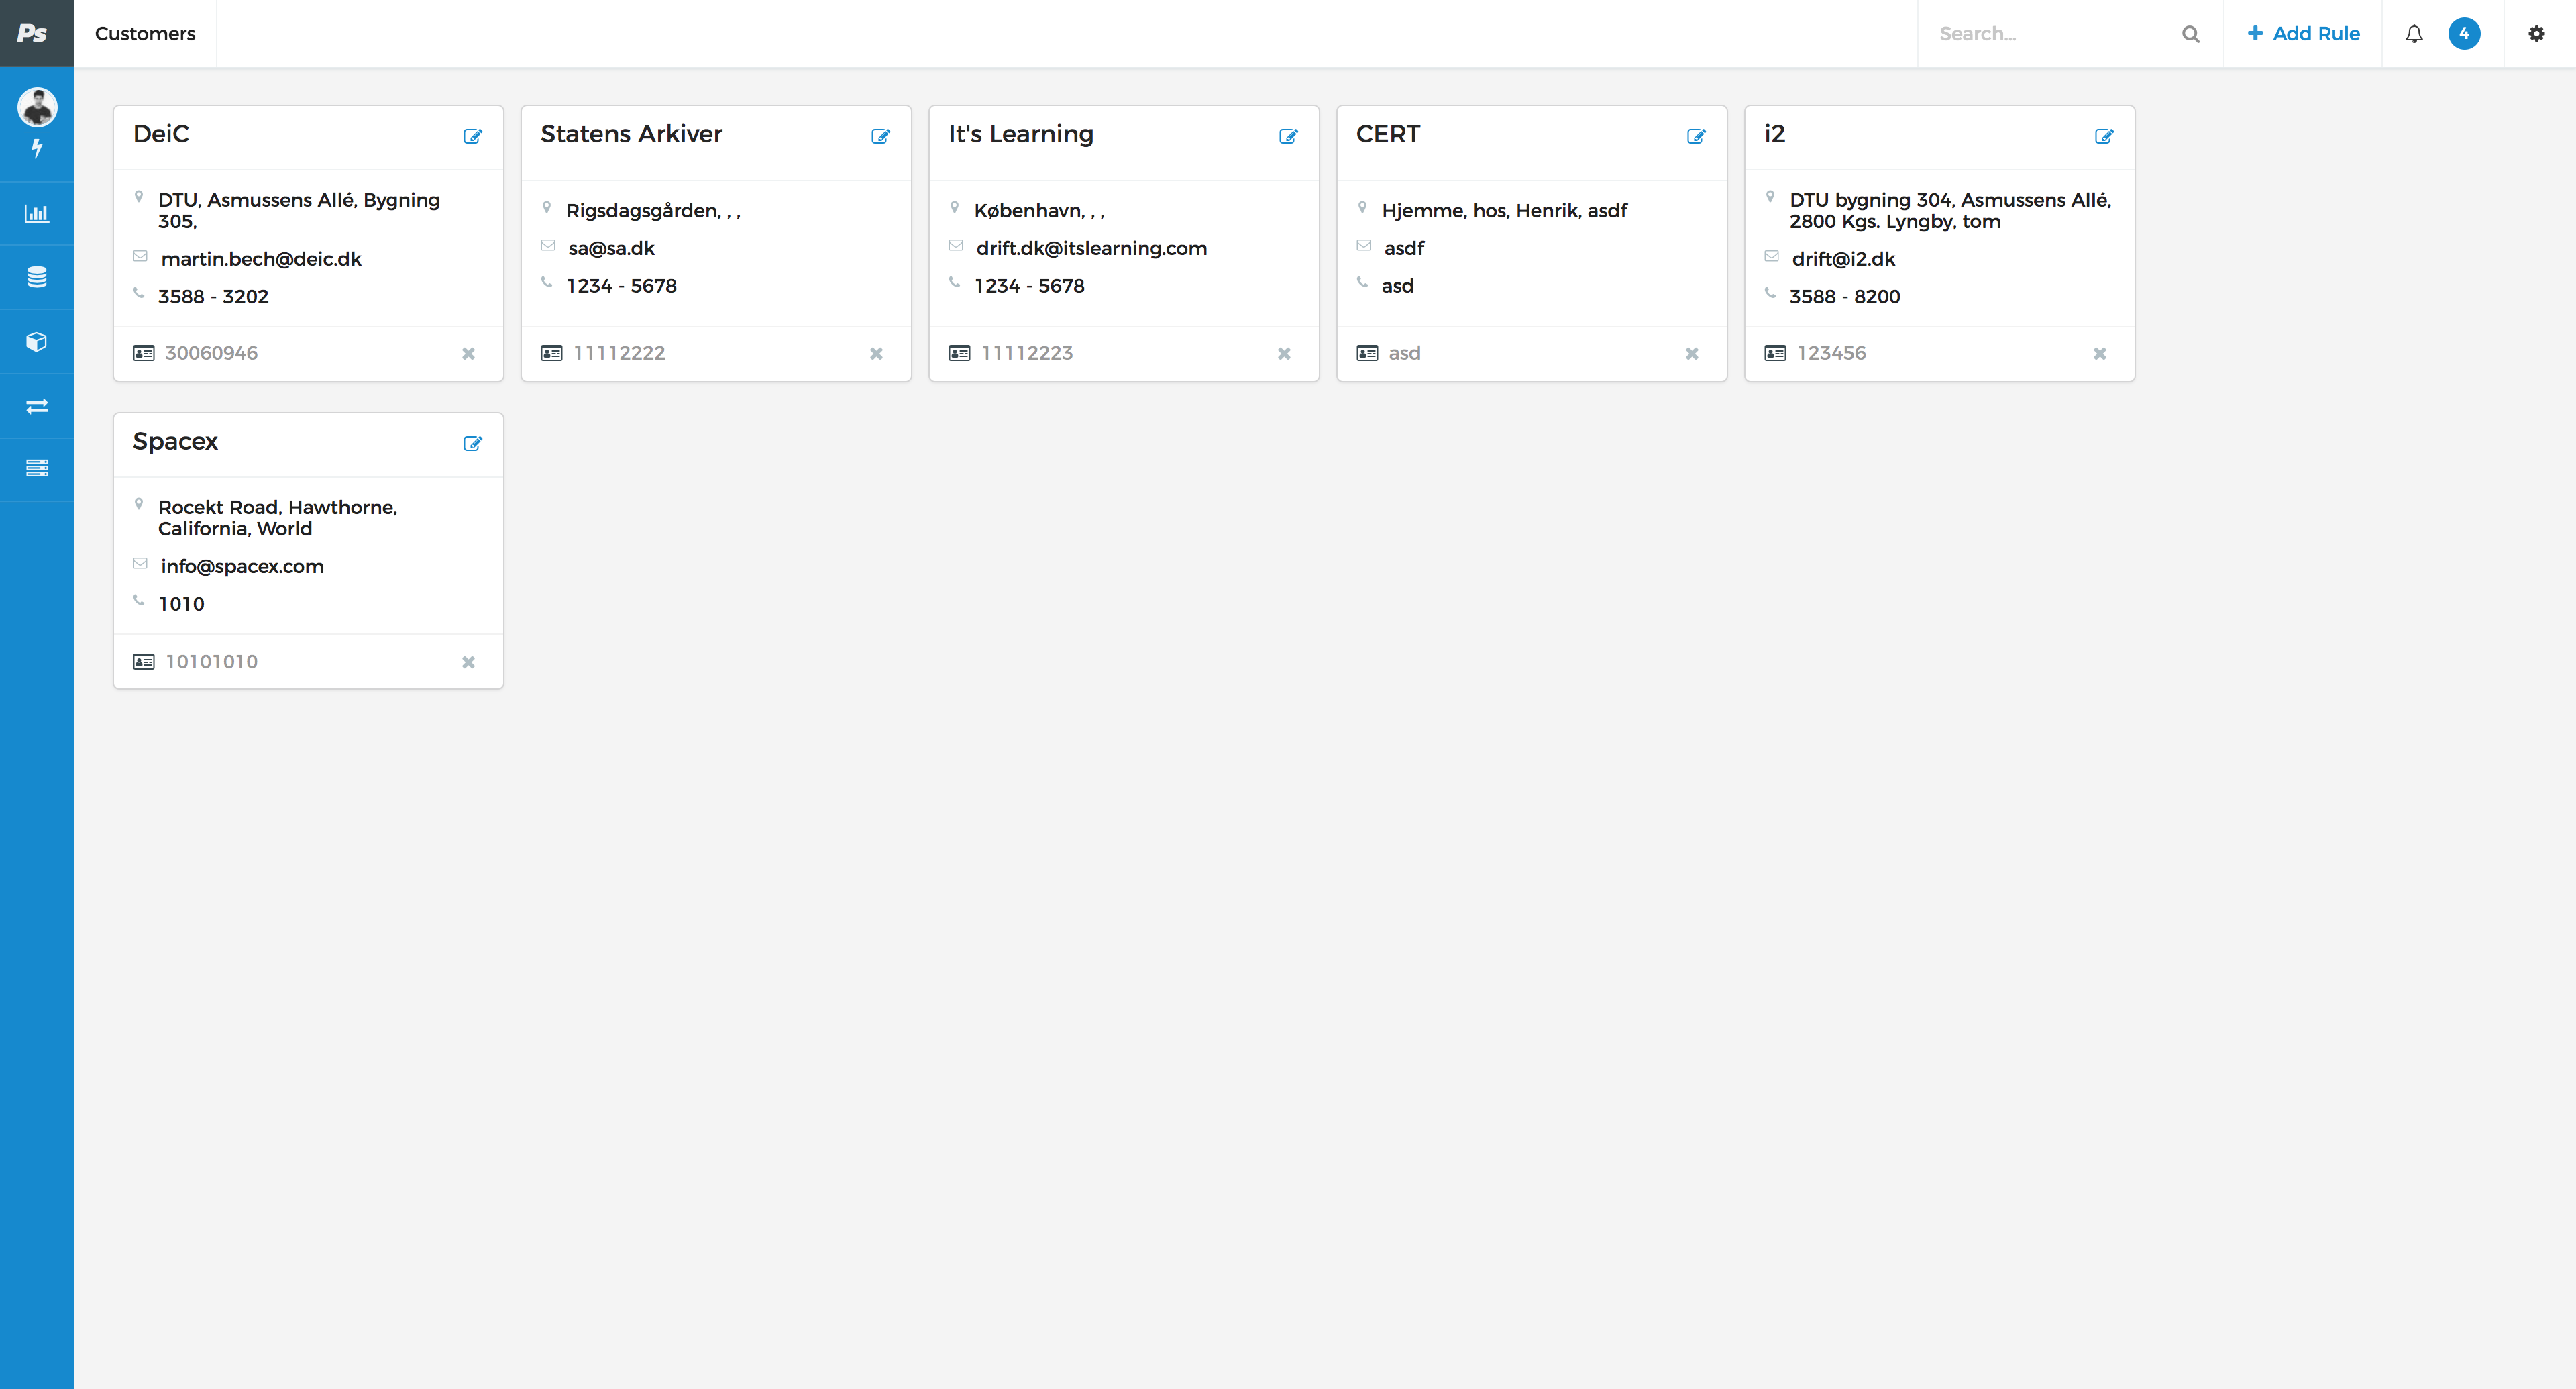 Ps
Customers
Search...
Add Rule
4
DeiC
DTU, Asmussens Allé, Bygning
305,
martin.bech@deic.dk
3588 - 3202
30060946
Statens Arkiver
Rigsdagsgården, , ,
sa@sa.dk
1234 - 5678
11112222
It's Learning
København, , ,
drift.dk@itslearning.com
1234 - 5678
11112223
CERT
Hjemme, hos, Henrik, asdf
asdf
asd
asd
i2
DTU bygning 304, Asmussens Allé,
2800 Kgs. Lyngby, tom
drift@i2.dk
3588 - 8200
123456
Spacex
Rocekt Road, Hawthorne,
California, World
info@spacex.com
1010
10101010